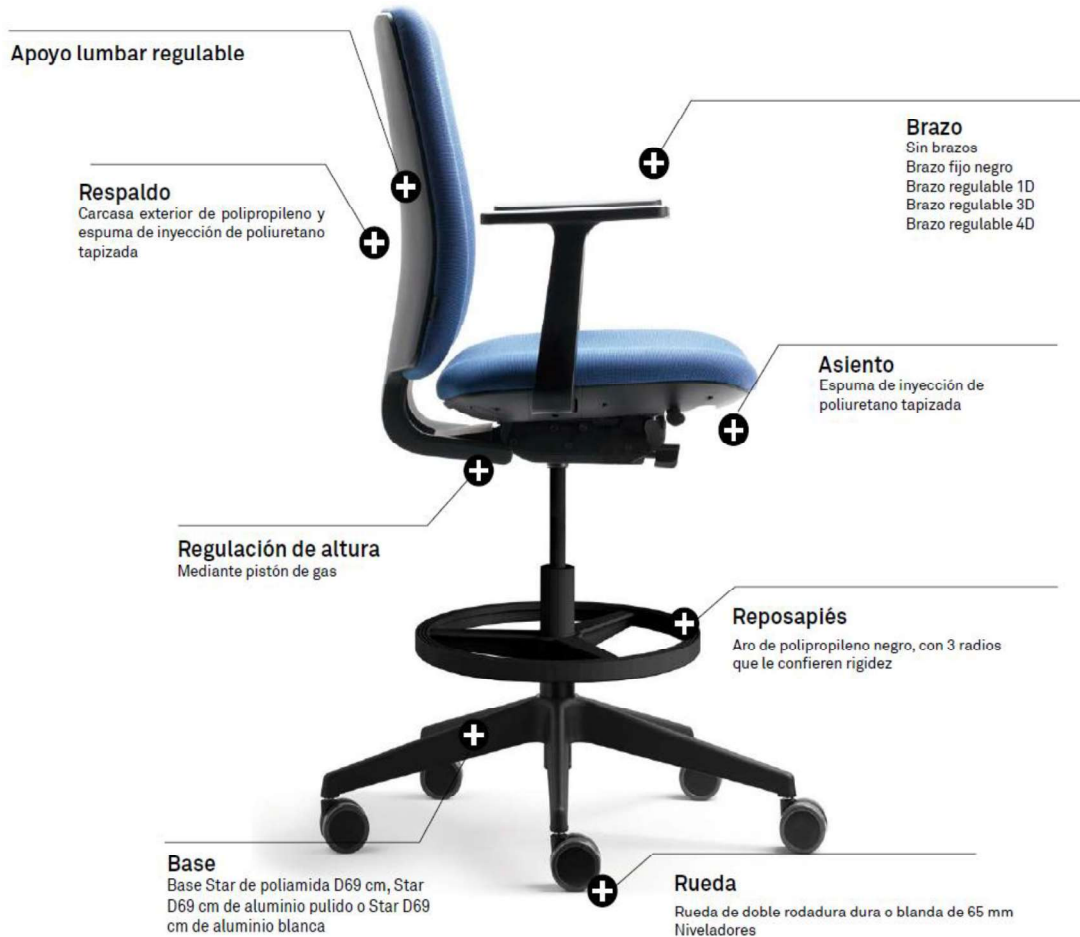 Apoyo lumbar regulable
Respaldo
Carcasa exterior de polipropileno y
espuma de inyección de poliuretano
tapizada
Brazo
Sin brazos
Brazo fijo negro
Brazo regulable 1D
Brazo regulable 3D
Brazo regulable 4D
Asiento
Espuma de inyección de
poliuretano tapizada
Regulación de altura
Mediante pistón de gas
Reposapiés
Aro de polipropileno negro, con 3 radios
que le confieren rigidez
Base
Base Star de poliamida D69 cm, Star
D69 cm de aluminio pulido o Star D69
cm de aluminio blanca
Rueda
Rueda de doble rodadura dura o blanda de 65 mm
Niveladores